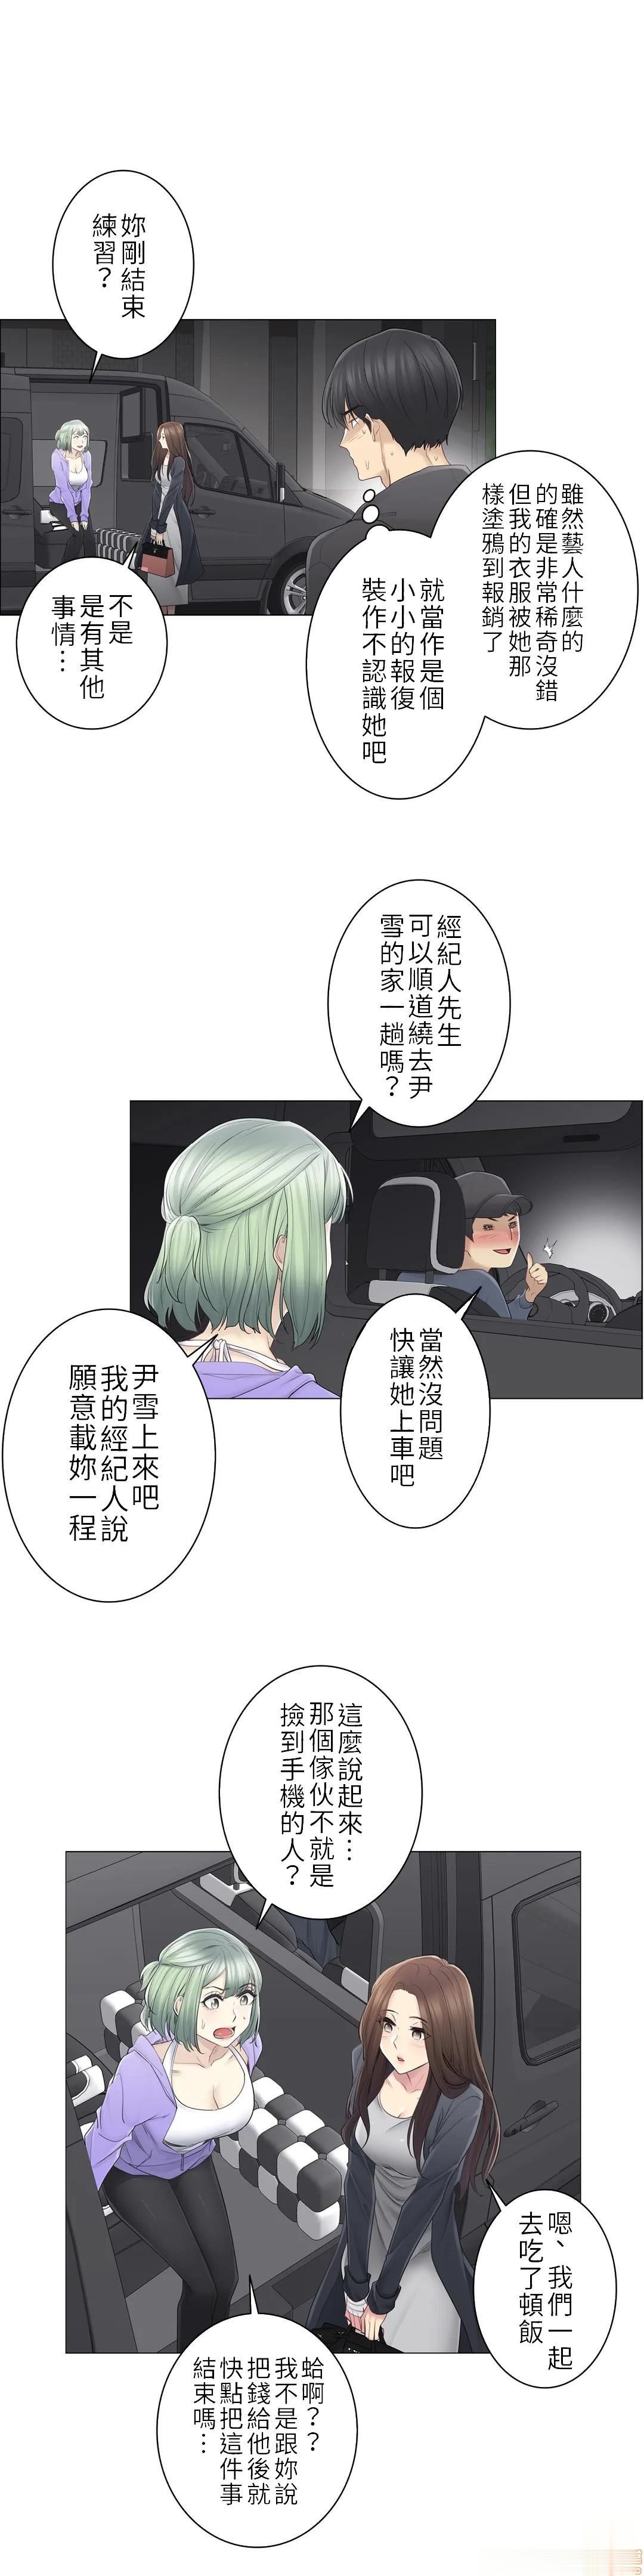 妳剛結束
練習？
不是
是有其他
事情…
雖然藝人什麼的
的確是非常稀奇沒錯
但我的衣服被她那
樣塗鴉到報銷了
就當作是個
小小的報復
裝作不認識她吧
經紀人先生
可以順道繞去尹
雪的家一趟嗎？
當然沒問題
快讓她上車吧
尹雪上來吧
我的經紀人說
願意載妳一程
這麼說起來…
那個傢伙不就是
撿到手機的人？
嗯、我們一起
去吃了頓飯
蛤啊？？
我不是跟妳說
把錢給他後就
快點把這件事
結束嗎…